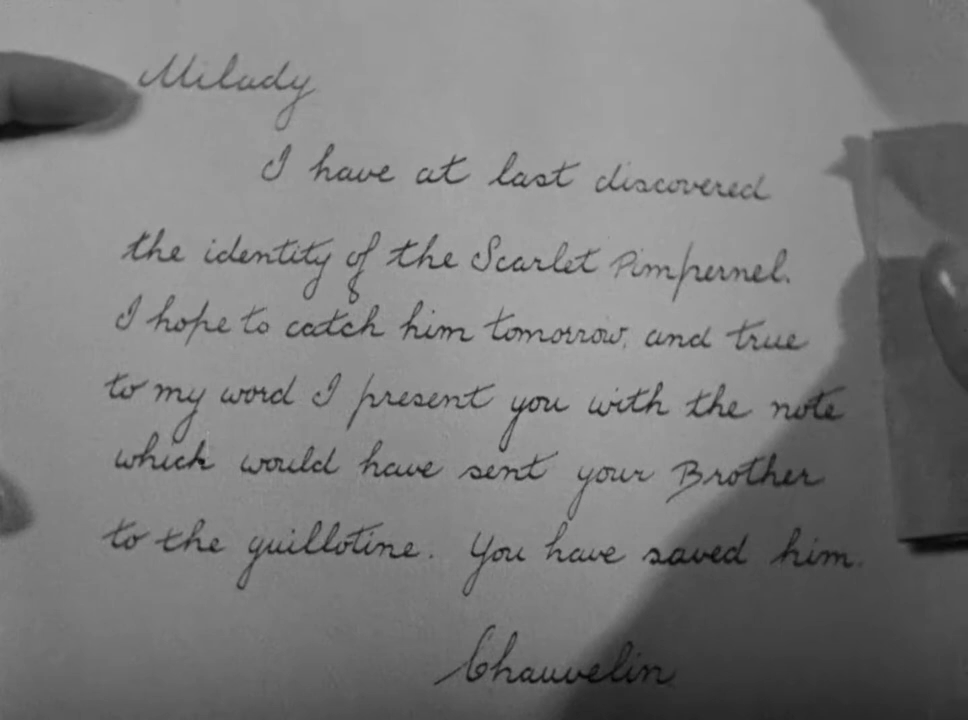 Milady
I have at last discovered
the identity of the Scarlet Pimpernel.
I hope to catch him tomorrow, and true
to my word I present you with the note
which would have sent your Brother
to the guillotine. You have saved him.
Chauvelin